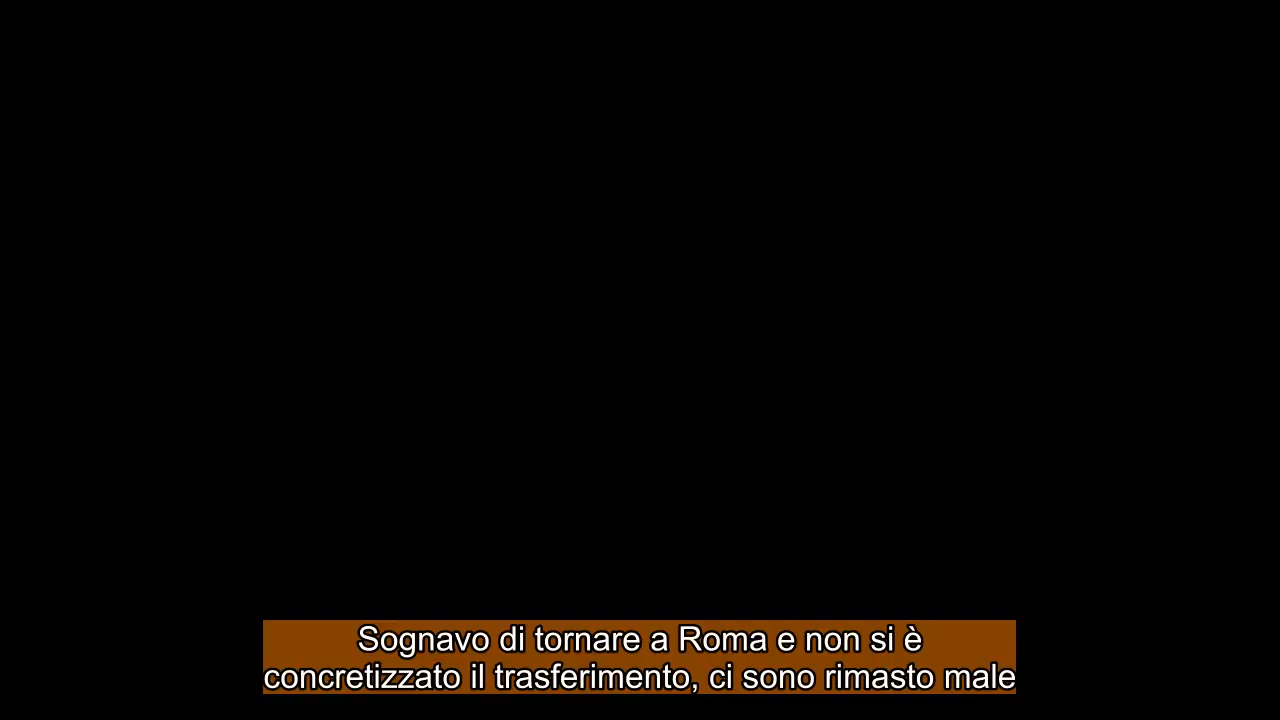 Sognavo di tornare a Roma e non si è
concretizzato il trasferimento, ci sono rimasto male